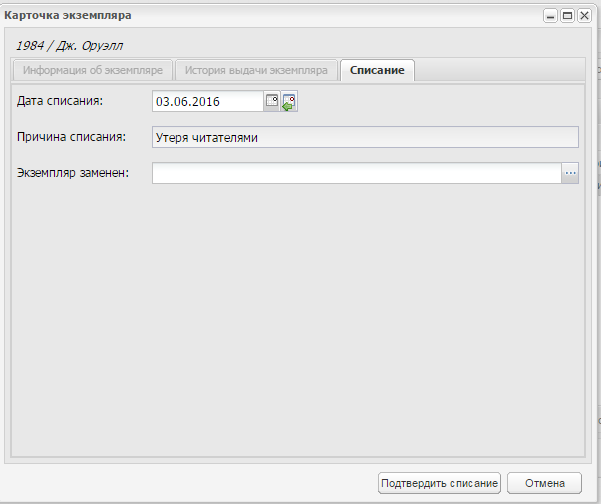 Карточка экземпляра
1984 / Дж. Оруэлл
Информация об экземпляре История выдачи экземпляра Списание
Дата списания: 03.06.2016
Причина списания: Утеря читателями
Экземпляр заменен: ...
Подтвердить списание Отмена